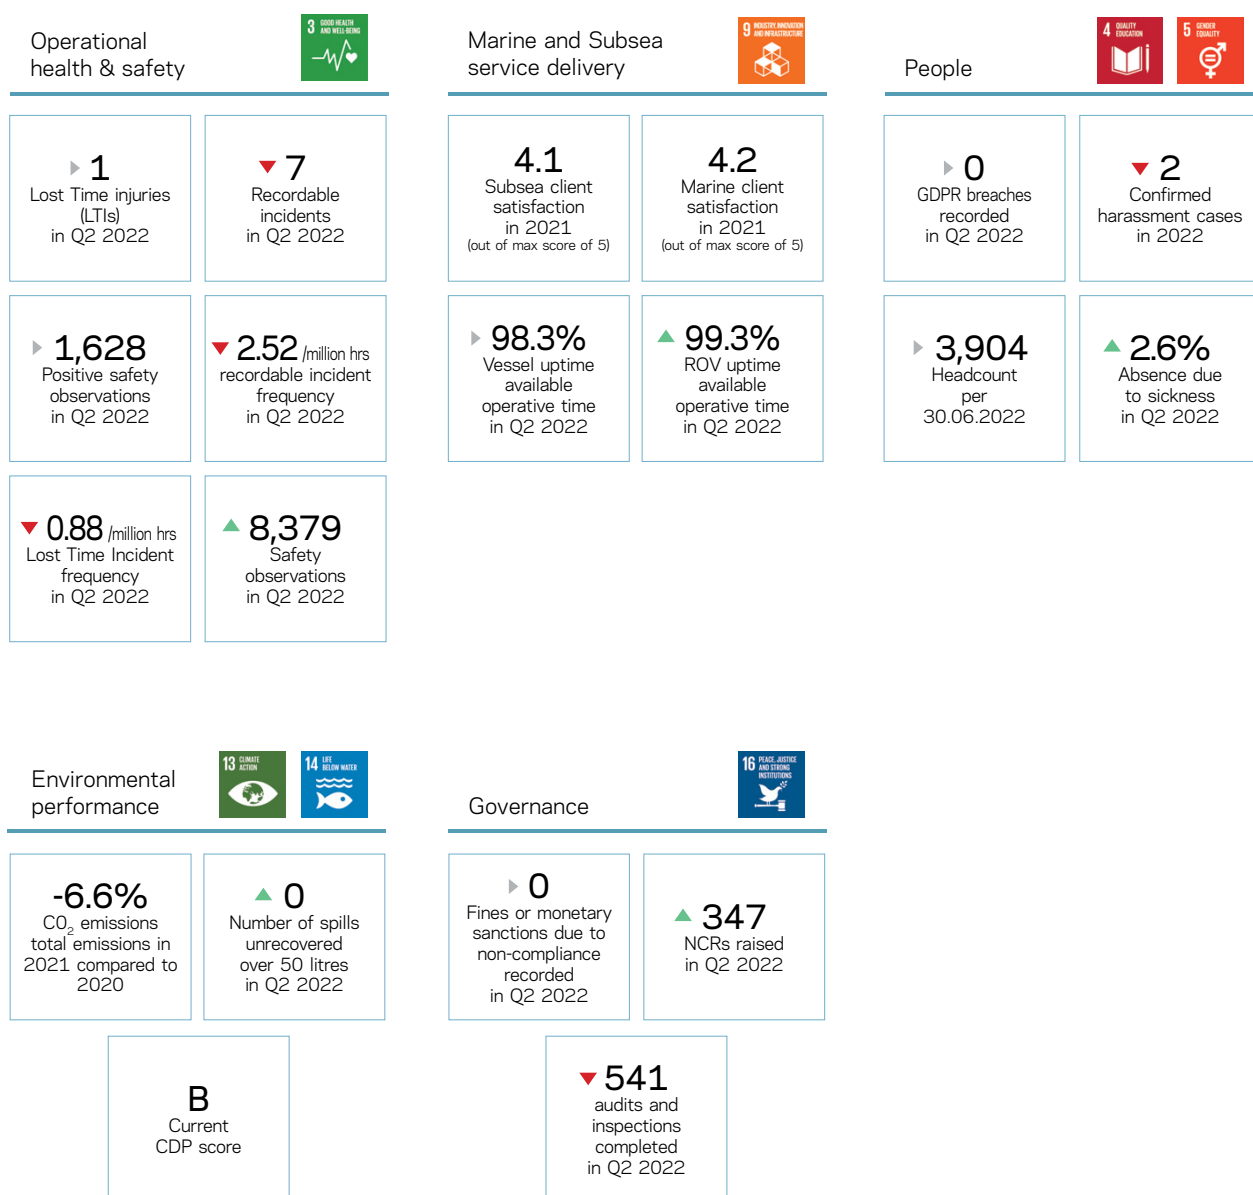 Operational
health & safety
3 GOOD HEALTH
AND WELL-BEING
1
Lost Time injuries
(LTIs)
in Q2 2022
7
Recordable
incidents
in Q2 2022
1,628
Positive safety
observations
in Q2 2022
2.52 /million hrs
recordable incident
frequency
in Q2 2022
0.88 /million hrs
Lost Time Incident
frequency
in Q2 2022
8,379
Safety
observations
in Q2 2022
Marine and Subsea
service delivery
9 INDUSTRY, INNOVATION
AND INFRASTRUCTURE
4.1
Subsea client
satisfaction
in 2021
(out of max score of 5)
4.2
Marine client
satisfaction
in 2021
(out of max score of 5)
98.3%
Vessel uptime
available
operative time
in Q2 2022
99.3%
ROV uptime
available
operative time
in Q2 2022
People
4 QUALITY
EDUCATION
5 GENDER
EQUALITY
0
GDPR breaches
recorded
in Q2 2022
2
Confirmed
harassment cases
in 2022
3,904
Headcount
per
30.06.2022
2.6%
Absence due
to sickness
in Q2 2022
Environmental
performance
13 CLIMATE
ACTION
14 LIFE
BELOW WATER
-6.6%
CO₂ emissions
total emissions in
2021 compared to
2020
0
Number of spills
unrecovered
over 50 litres
in Q2 2022
B
Current
CDP score
Governance
16 PEACE, JUSTICE
AND STRONG
INSTITUTIONS
0
Fines or monetary
sanctions due to
non-compliance
recorded
in Q2 2022
347
NCRs raised
in Q2 2022
541
audits and
inspections
completed
in Q2 2022